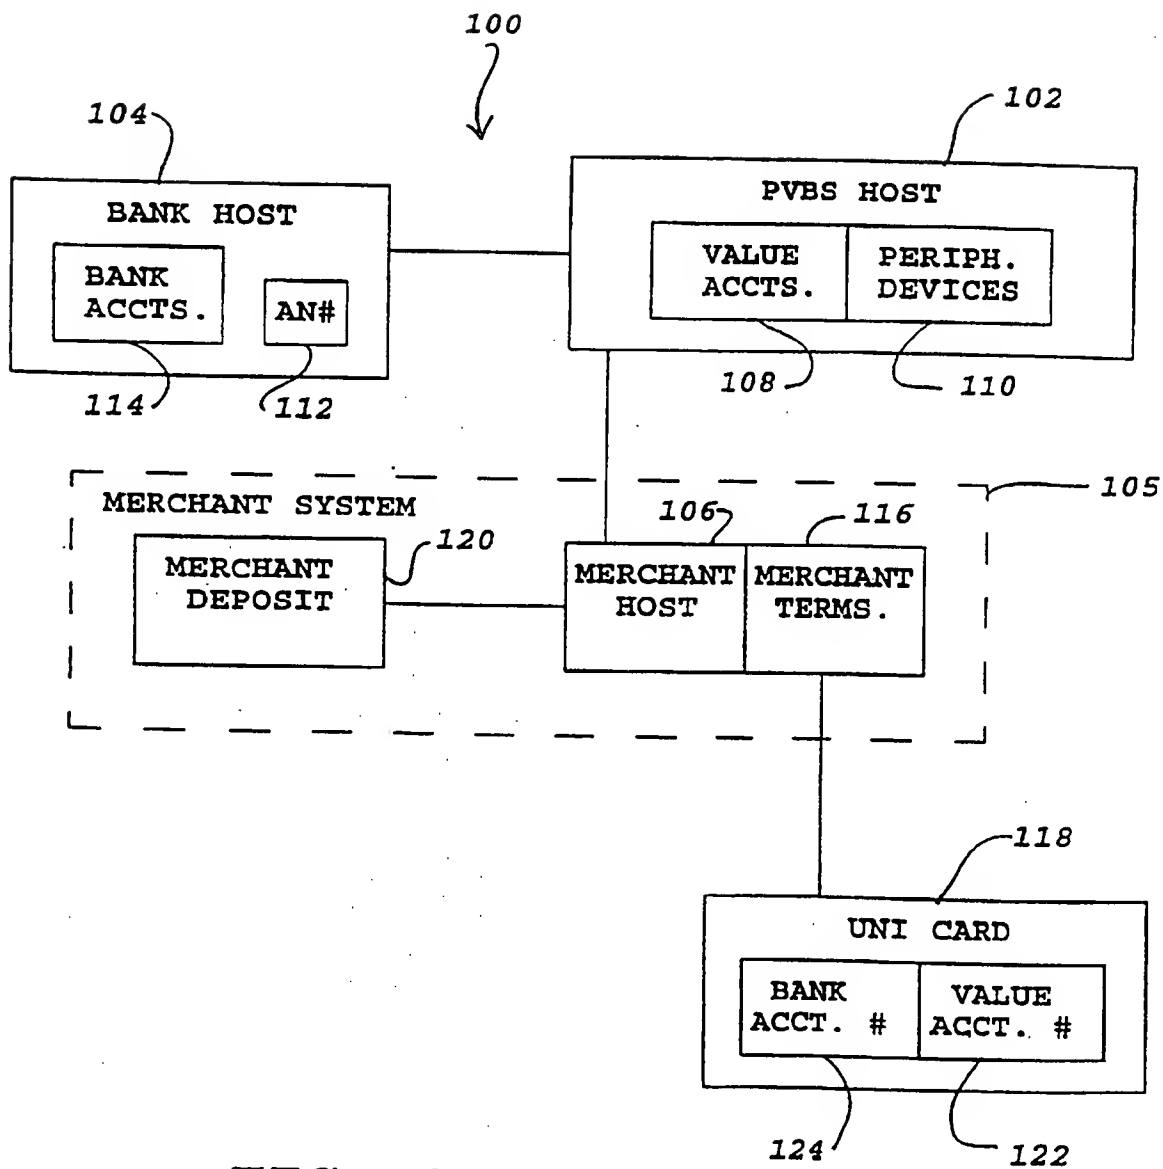 100
104
102
BANK HOST
PVBS HOST
BANK
ACCTS.
AN#
VALUE
ACCTS.
PERIPH.
DEVICES
114
112
108
110
105
MERCHANT SYSTEM
120
106
116
MERCHANT
DEPOSIT
MERCHANT
HOST
MERCHANT
TERMS.
118
UNI CARD
BANK
ACCT. #
VALUE
ACCT. #
124
122